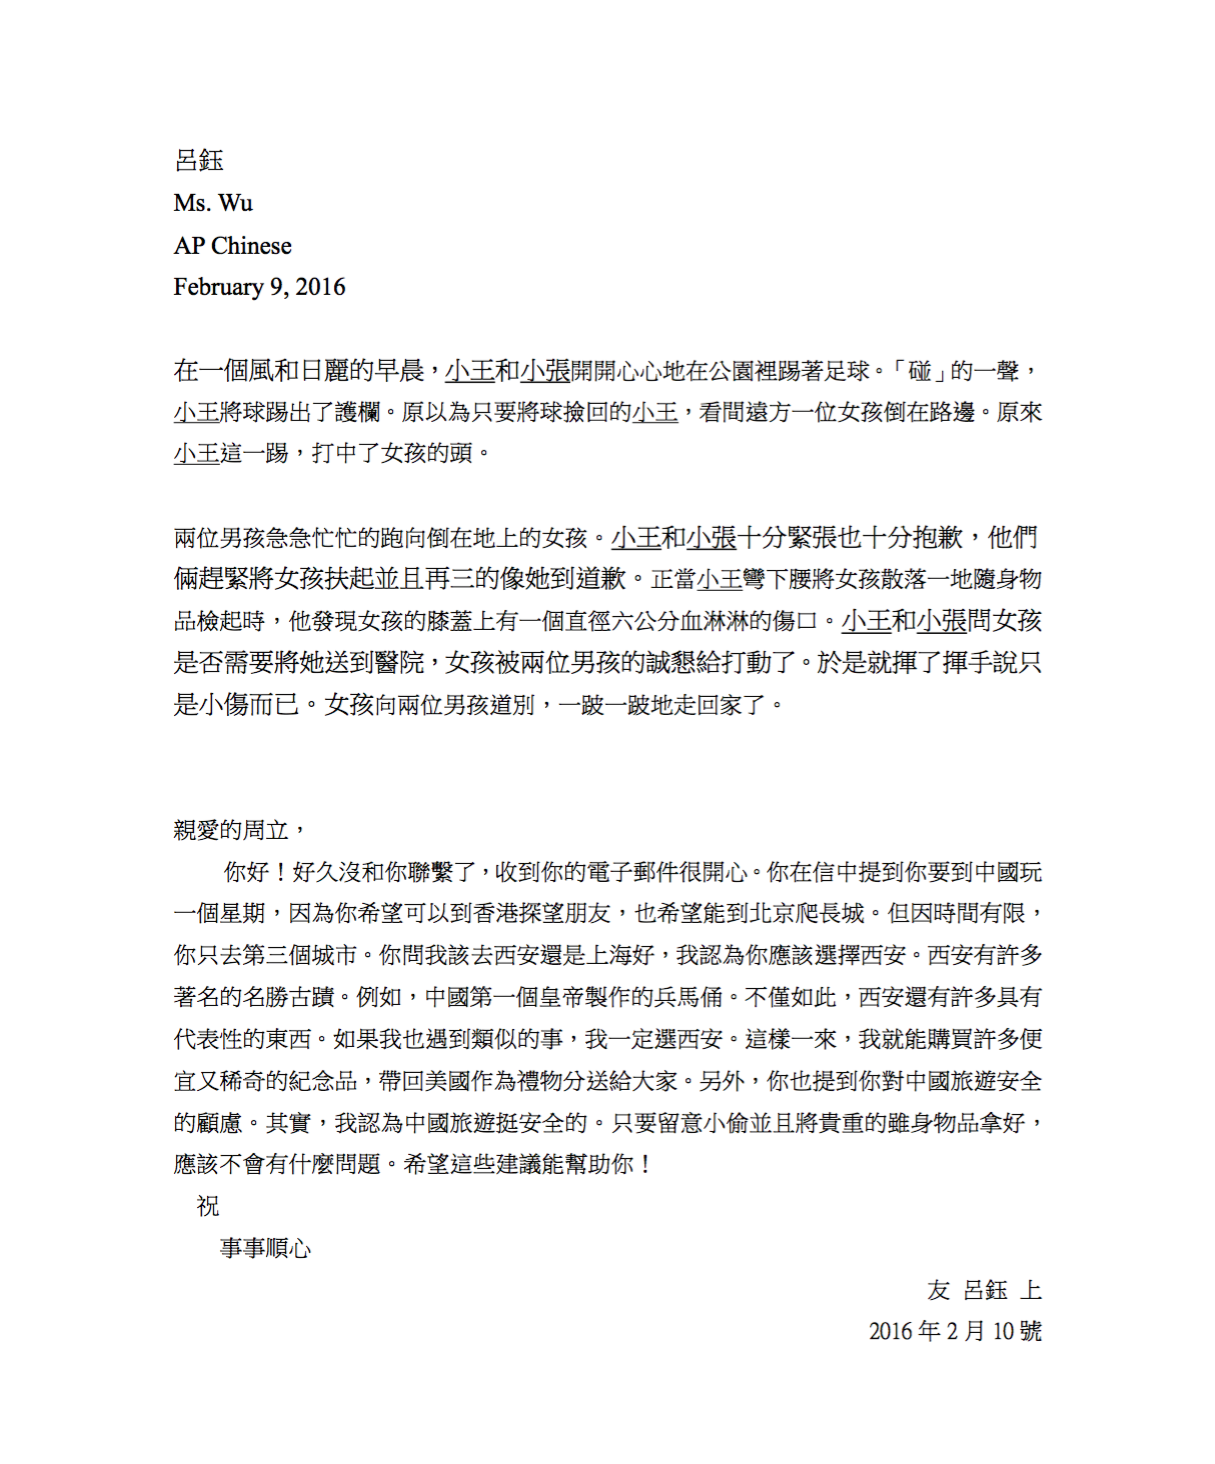 呂鈺
Ms. Wu
AP Chinese
February 9, 2016
在一個風和日麗的早晨，小王和小張開開心心地在公園裡踢著足球。「碰」的一聲，
小王將球踢出了護欄。原以為只要將球撿回的小王，看間遠方一位女孩倒在路邊。原來
小王這一踢，打中了女孩的頭。
兩位男孩急急忙忙的跑向倒在地上的女孩。小王和小張十分緊張也十分抱歉，他們
倆趕緊將女孩扶起並且再三的像她到道歉。正當小王彎下腰將女孩散落一地隨身物
品檢起時，他發現女孩的膝蓋上有一個直徑六公分血淋淋的傷口。小王和小張問女孩
是否需要將她送到醫院，女孩被兩位男孩的誠懇給打動了。於是就揮了揮手說只
是小傷而已。女孩向兩位男孩道別，一跛一跛地走回家了。
親愛的周立，
你好！好久沒和你聯繫了，收到你的電子郵件很開心。你在信中提到你要到中國玩
一個星期，因為你希望可以到香港探望朋友，也希望能到北京爬長城。但因時間有限，
你只去第三個城市。你問我該去西安還是上海好，我認為你應該選擇西安。西安有許多
著名的名勝古蹟。例如，中國第一個皇帝製作的兵馬俑。不僅如此，西安還有許多具有
代表性的東西。如果我也遇到類似的事，我一定選西安。這樣一來，我就能購買許多便
宜又稀奇的紀念品，帶回美國作為禮物分送給大家。另外，你也提到你對中國旅遊安全
的顧慮。其實，我認為中國旅遊挺安全的。只要留意小偷並且將貴重的雖身物品拿好，
應該不會有什麼問題。希望這些建議能幫助你！
祝
事事順心
友 呂鈺 上
2016 年 2 月 10 號